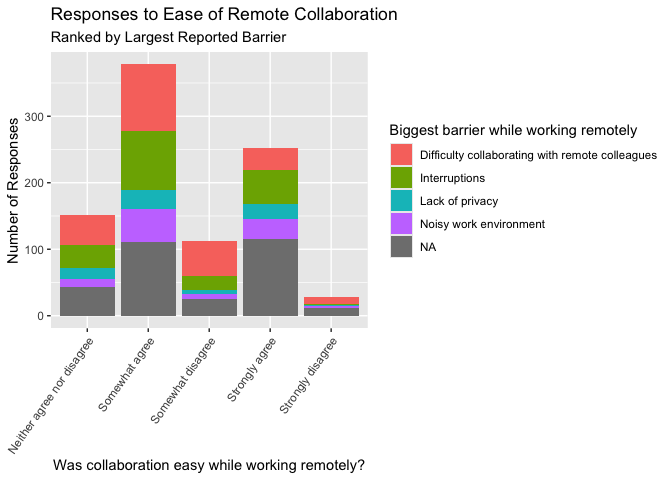 Responses to Ease of Remote Collaboration
Ranked by Largest Reported Barrier
Number of Responses
300
200
100
0
Neither agree nor disagree
Somewhat agree
Somewhat disagree
Strongly agree
Strongly disagree
Was collaboration easy while working remotely?
Biggest barrier while working remotely
Difficulty collaborating with remote colleagues
Interruptions
Lack of privacy
Noisy work environment
NA